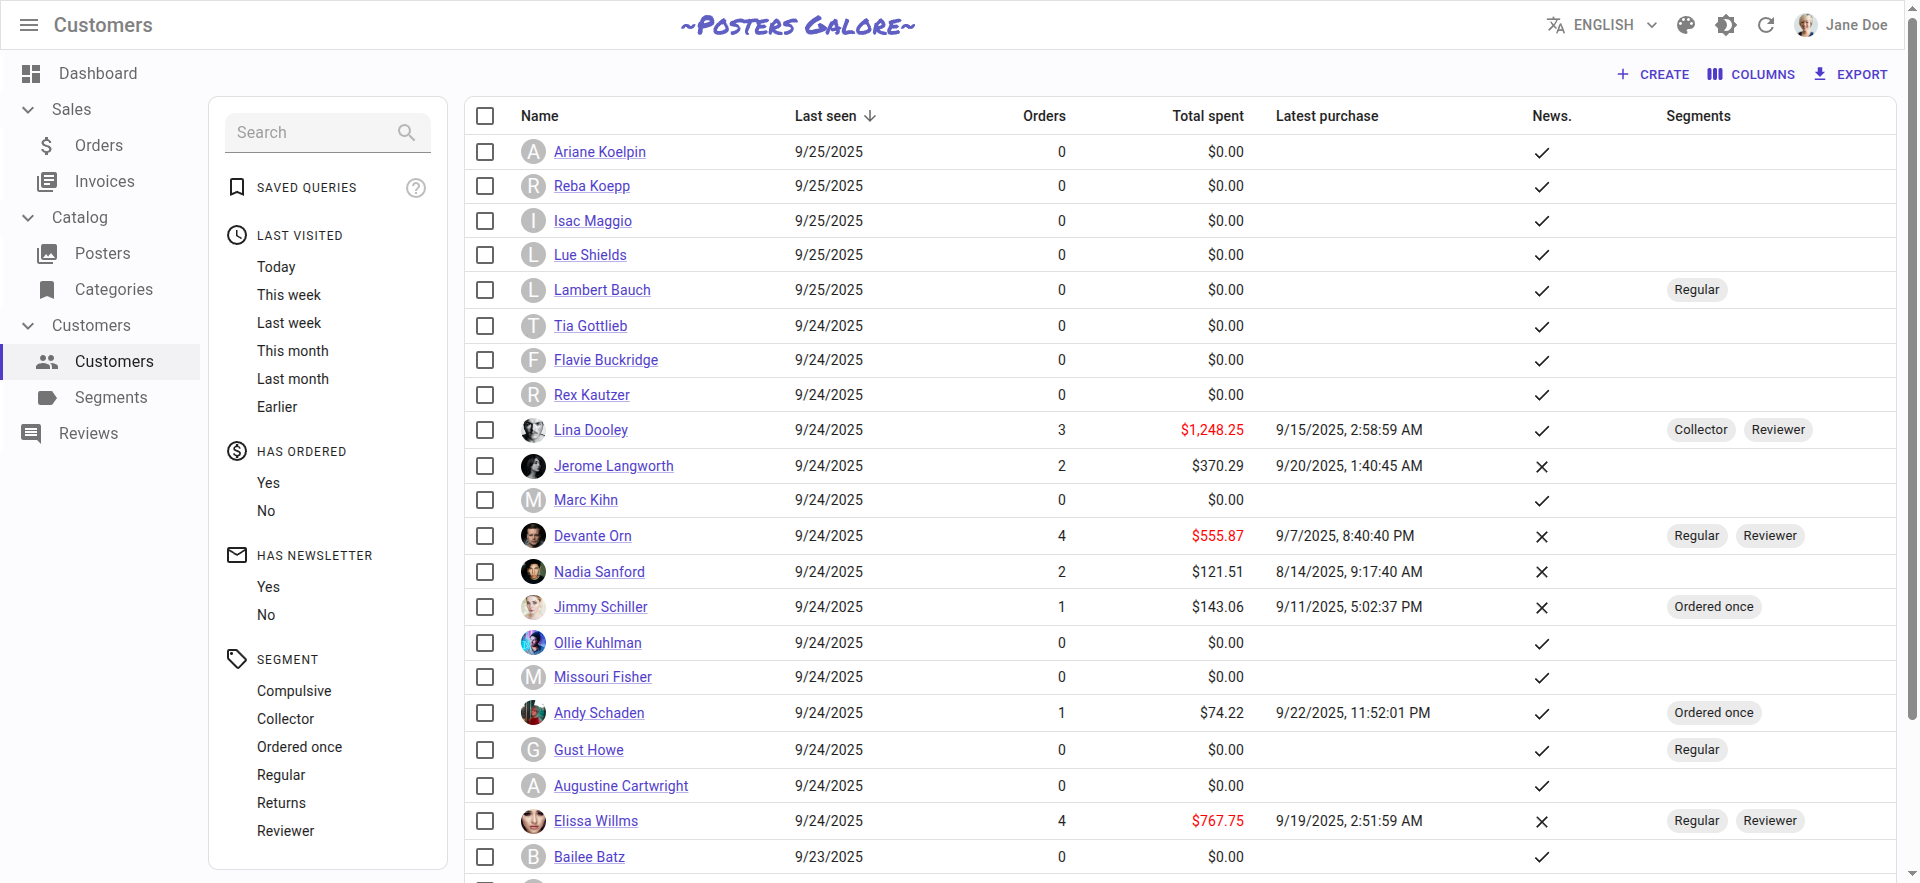 Customers
~Posters Galore~
ENGLISH
Jane Doe
Dashboard
Sales
Orders
Invoices
Catalog
Posters
Categories
Customers
Customers
Segments
Reviews
CREATE COLUMNS EXPORT
Search
SAVED QUERIES
LAST VISITED
Today
This week
Last week
This month
Last month
Earlier
HAS ORDERED
Yes
No
HAS NEWSLETTER
Yes
No
SEGMENT
Compulsive
Collector
Ordered once
Regular
Returns
Reviewer
Name Last seen Orders Total spent Latest purchase News. Segments
A Ariane Koelpin 9/25/2025 0 $0.00
R Reba Koepp 9/25/2025 0 $0.00
I Isac Maggio 9/25/2025 0 $0.00
L Lue Shields 9/25/2025 0 $0.00
L Lambert Bauch 9/25/2025 0 $0.00 Regular
T Tia Gottlieb 9/24/2025 0 $0.00
F Flavie Buckridge 9/24/2025 0 $0.00
R Rex Kautzer 9/24/2025 0 $0.00
Lina Dooley 9/24/2025 3 $1,248.25 9/15/2025, 2:58:59 AM Collector Reviewer
Jerome Langworth 9/24/2025 2 $370.29 9/20/2025, 1:40:45 AM
M Marc Kihn 9/24/2025 0 $0.00
Devante Orn 9/24/2025 4 $555.87 9/7/2025, 8:40:40 PM Regular Reviewer
Nadia Sanford 9/24/2025 2 $121.51 8/14/2025, 9:17:40 AM
Jimmy Schiller 9/24/2025 1 $143.06 9/11/2025, 5:02:37 PM Ordered once
Ollie Kuhlman 9/24/2025 0 $0.00
M Missouri Fisher 9/24/2025 0 $0.00
Andy Schaden 9/24/2025 1 $74.22 9/22/2025, 11:52:01 PM Ordered once
G Gust Howe 9/24/2025 0 $0.00 Regular
A Augustine Cartwright 9/24/2025 0 $0.00
Elissa Willms 9/24/2025 4 $767.75 9/19/2025, 2:51:59 AM Regular Reviewer
B Bailee Batz 9/23/2025 0 $0.00